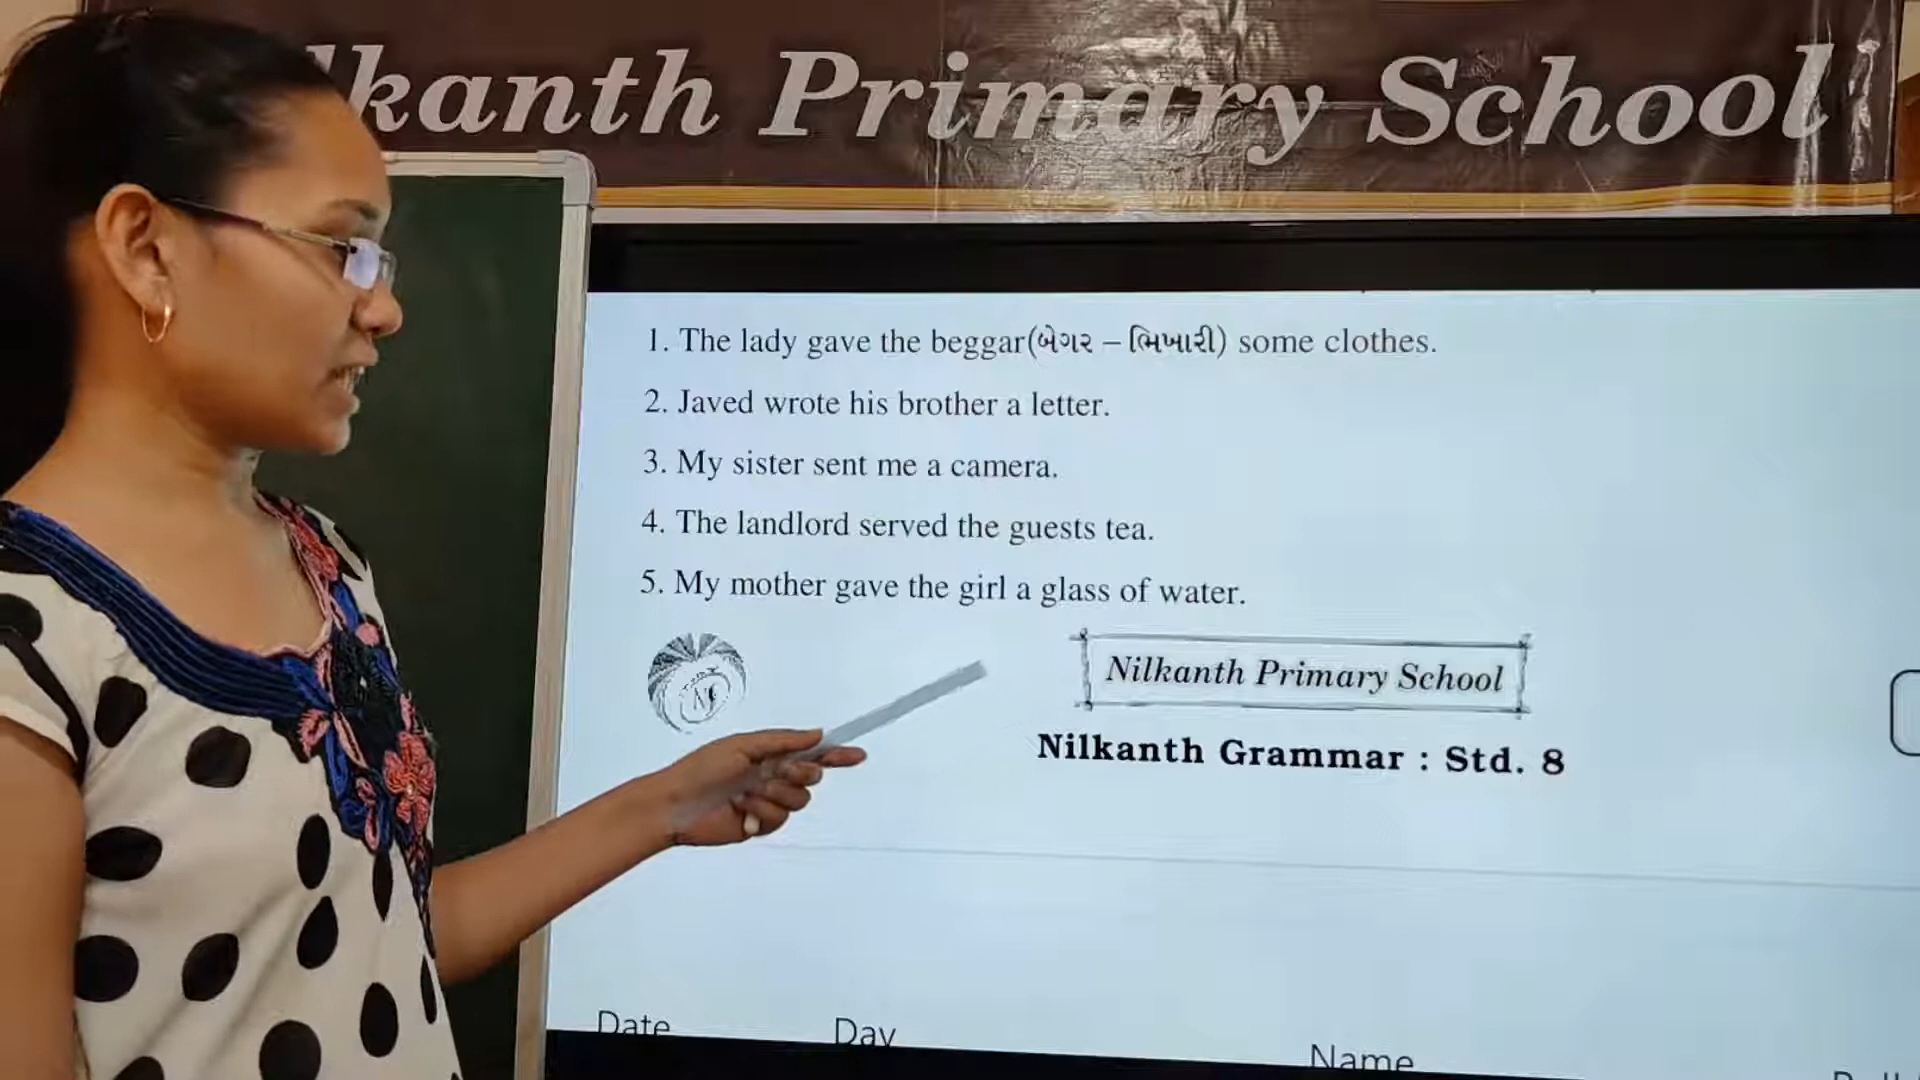 lkanth Primary School
1. The lady gave the beggar(બેગર – ભિખારી) some clothes.
2. Javed wrote his brother a letter.
3. My sister sent me a camera.
4. The landlord served the guests tea.
5. My mother gave the girl a glass of water.
Nilkanth Primary School
Nilkanth Grammar : Std. 8
Date Day Name